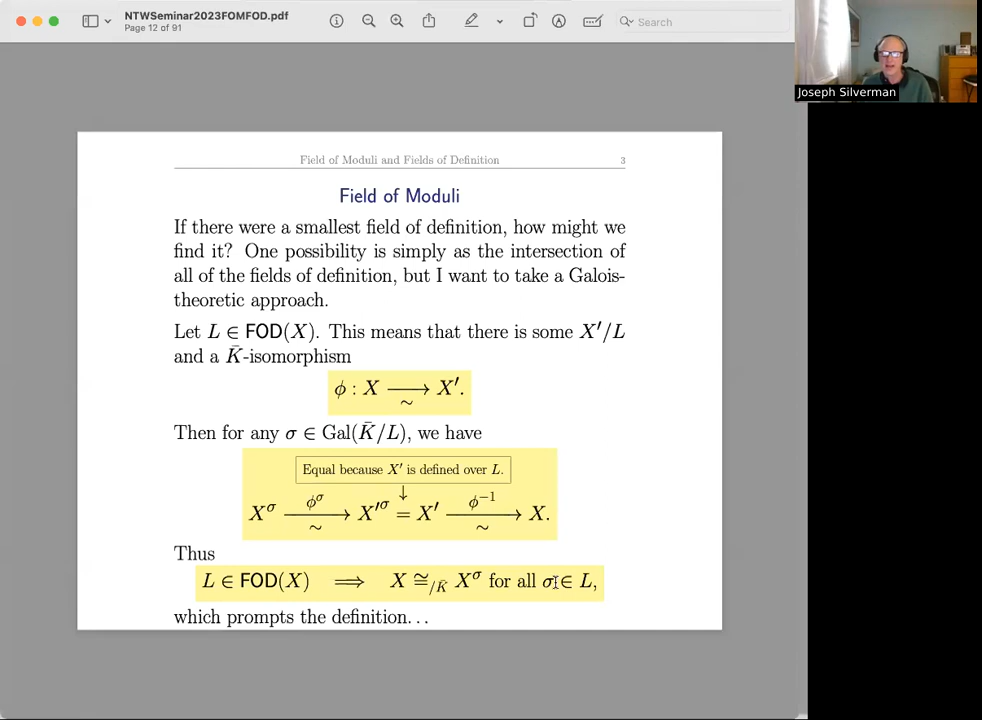 NTWSeminar2023FOMFOD.pdf
Page 12 of 91
Search
Joseph Silverman
Field of Moduli and Fields of Definition 3
Field of Moduli
If there were a smallest field of definition, how might we
find it? One possibility is simply as the intersection of
all of the fields of definition, but I want to take a Galois-
theoretic approach.
Let L ∈ FOD(X). This means that there is some X′/L
and a K̄-isomorphism
ϕ : X ⟶∼ X′.
Then for any σ ∈ Gal(K̄/L), we have
Equal because X′ is defined over L.
↓
X^σ ⟶^{ϕ^σ}_∼ X′^σ = X′ ⟶^{ϕ^{-1}}_∼ X.
Thus
L ∈ FOD(X) ⟹ X ≅_{/K̄} X^σ for all σ ∈ L,
which prompts the definition. . .